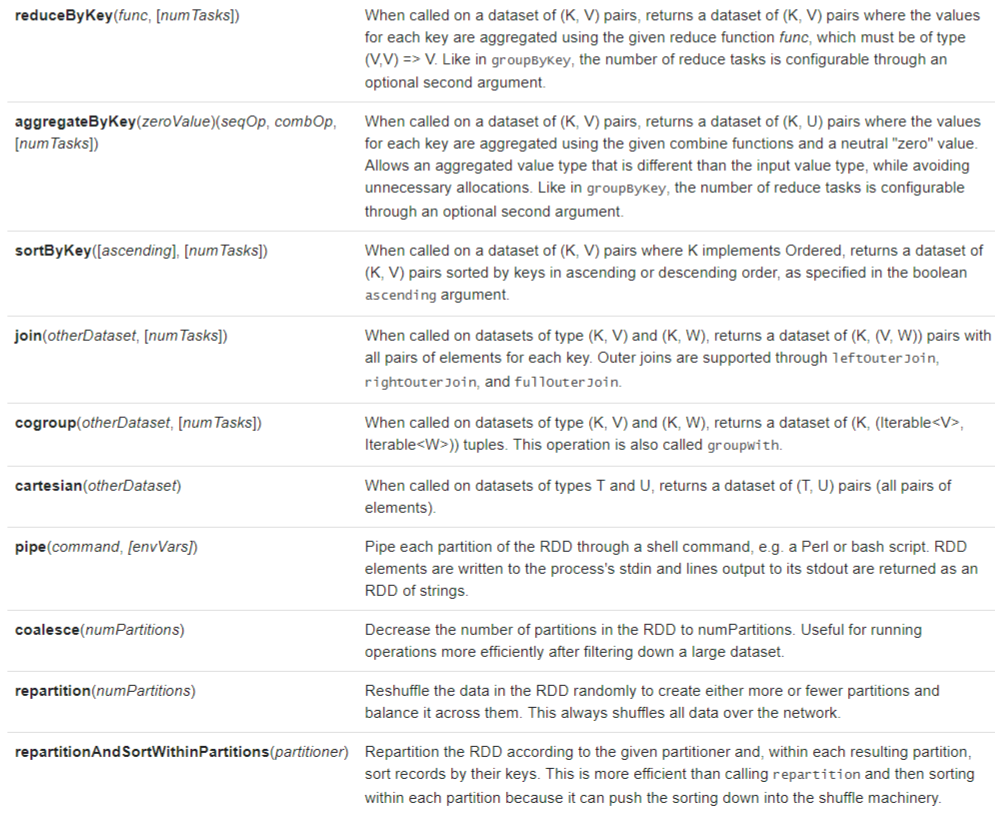 reduceByKey(func, [numTasks])
When called on a dataset of (K, V) pairs, returns a dataset of (K, V) pairs where the values
for each key are aggregated using the given reduce function func, which must be of type
(V,V) => V. Like in groupByKey, the number of reduce tasks is configurable through an
optional second argument.
aggregateByKey(zeroValue)(seqOp, combOp,
[numTasks])
When called on a dataset of (K, V) pairs, returns a dataset of (K, U) pairs where the values
for each key are aggregated using the given combine functions and a neutral "zero" value.
Allows an aggregated value type that is different than the input value type, while avoiding
unnecessary allocations. Like in groupByKey, the number of reduce tasks is configurable
through an optional second argument.
sortByKey([ascending], [numTasks])
When called on a dataset of (K, V) pairs where K implements Ordered, returns a dataset of
(K, V) pairs sorted by keys in ascending or descending order, as specified in the boolean
ascending argument.
join(otherDataset, [numTasks])
When called on datasets of type (K, V) and (K, W), returns a dataset of (K, (V, W)) pairs with
all pairs of elements for each key. Outer joins are supported through leftOuterJoin,
rightOuterJoin, and fullOuterJoin.
cogroup(otherDataset, [numTasks])
When called on datasets of type (K, V) and (K, W), returns a dataset of (K, (Iterable<V>,
Iterable<W>)) tuples. This operation is also called groupWith.
cartesian(otherDataset)
When called on datasets of types T and U, returns a dataset of (T, U) pairs (all pairs of
elements).
pipe(command, [envVars])
Pipe each partition of the RDD through a shell command, e.g. a Perl or bash script. RDD
elements are written to the process's stdin and lines output to its stdout are returned as an
RDD of strings.
coalesce(numPartitions)
Decrease the number of partitions in the RDD to numPartitions. Useful for running
operations more efficiently after filtering down a large dataset.
repartition(numPartitions)
Reshuffle the data in the RDD randomly to create either more or fewer partitions and
balance it across them. This always shuffles all data over the network.
repartitionAndSortWithinPartitions(partitioner)
Repartition the RDD according to the given partitioner and, within each resulting partition,
sort records by their keys. This is more efficient than calling repartition and then sorting
within each partition because it can push the sorting down into the shuffle machinery.